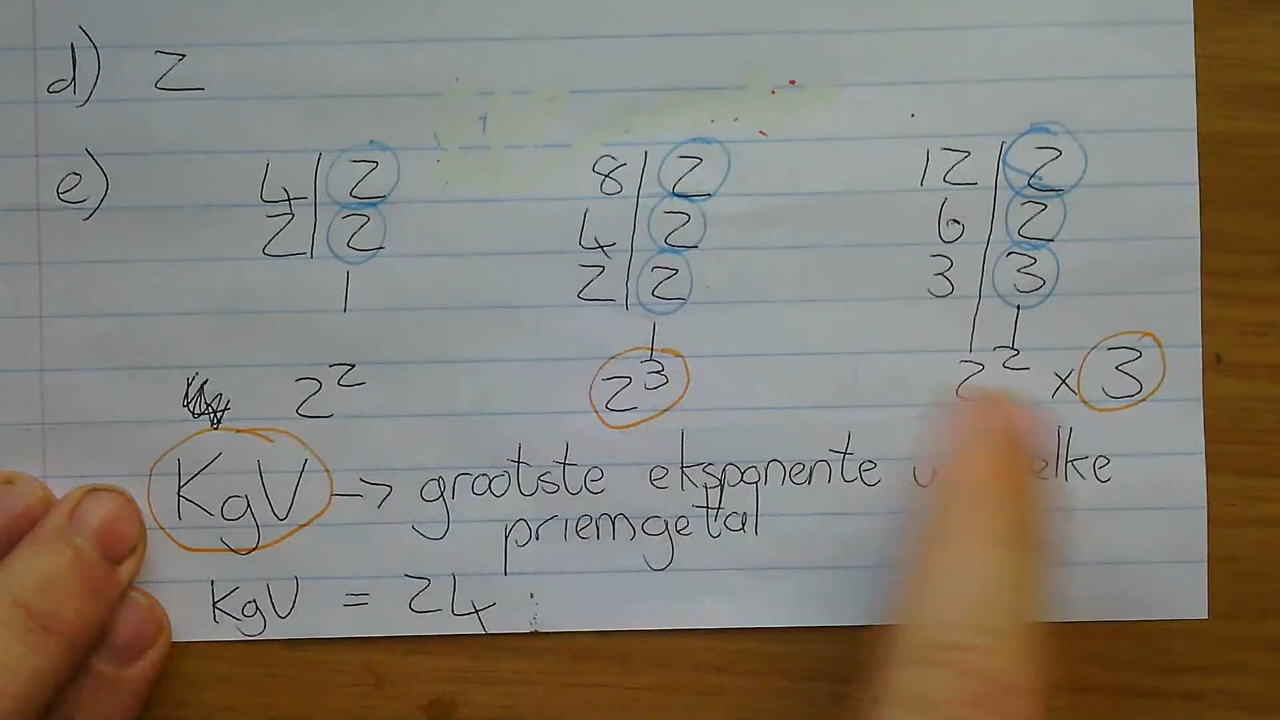 d) 2
e) 4 | 2 8 | 2 12 | 2
2 | 2 4 | 2 6 | 2
1 2 | 2 3 | 3
1 1
2² 2³ 2² x 3
KgV -> grootste eksponente elke
priemgetal
KgV = 24